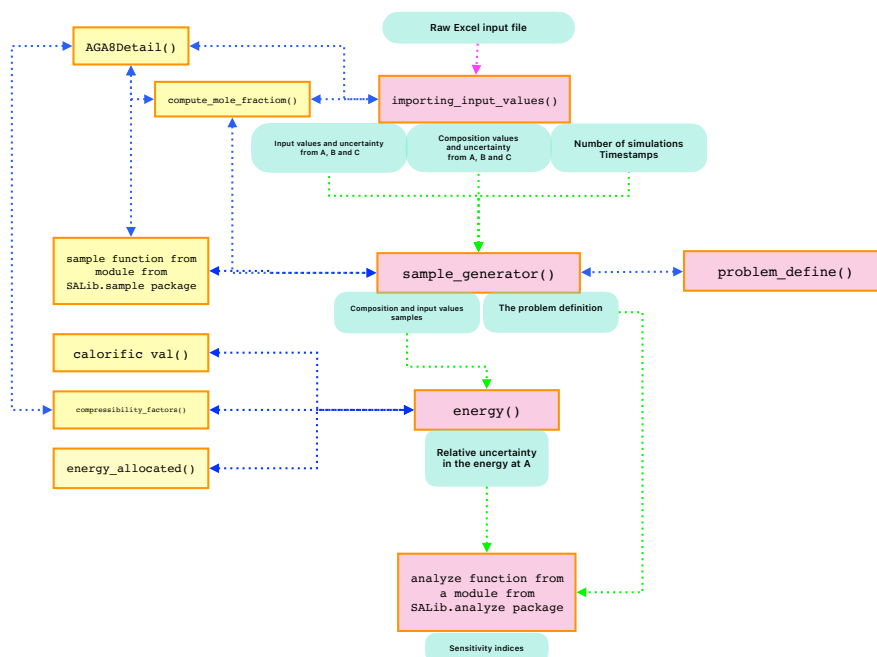 Raw Excel input file
AGA8Detail()
compute_mole_fractiom()
importing_input_values()
Input values and uncertainty
from A, B and C
Composition values
and uncertainty
from A, B and C
Number of simulations
Timestamps
sample function from
module from
SALib.sample package
sample_generator()
problem_define()
Composition and input values
samples
The problem definition
calorific val()
compressibility_factors()
energy()
energy_allocated()
Relative uncertainty
in the energy at A
analyze function from
a module from
SALib.analyze package
Sensitivity indices